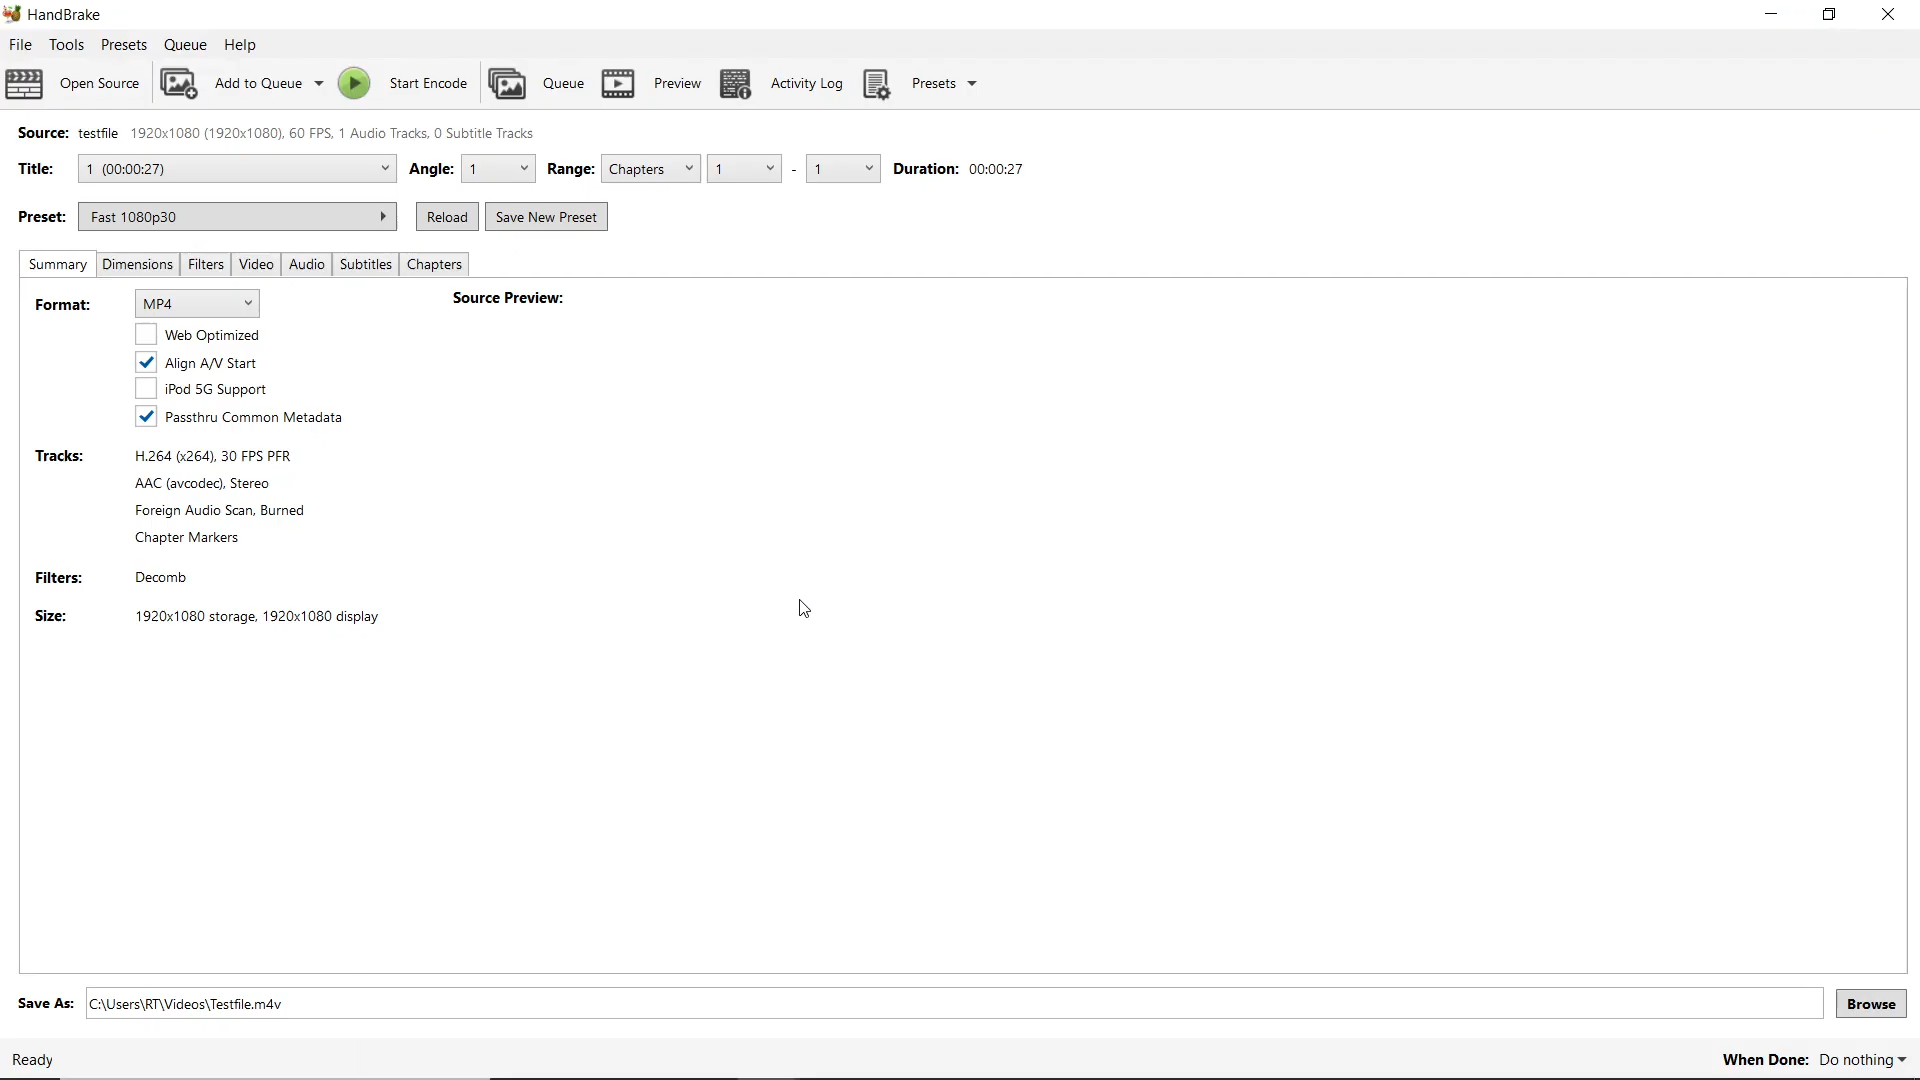 HandBrake
File Tools Presets Queue Help
Open Source Add to Queue Start Encode Queue Preview Activity Log Presets
Source: testfile 1920x1080 (1920x1080), 60 FPS, 1 Audio Tracks, 0 Subtitle Tracks
Title: 1 (00:00:27) Angle: 1 Range: Chapters 1 - 1 Duration: 00:00:27
Preset: Fast 1080p30 Reload Save New Preset
Summary Dimensions Filters Video Audio Subtitles Chapters
Format: MP4 Source Preview:
Web Optimized
Align A/V Start
iPod 5G Support
Passthru Common Metadata
Tracks: H.264 (x264), 30 FPS PFR
AAC (avcodec), Stereo
Foreign Audio Scan, Burned
Chapter Markers
Filters: Decomb
Size: 1920x1080 storage, 1920x1080 display
Save As: C:\Users\RT\Videos\Testfile.m4v Browse
Ready When Done: Do nothing